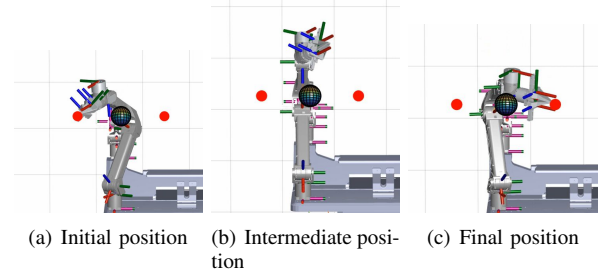 (a) Initial position
(b) Intermediate posi-
tion
(c) Final position